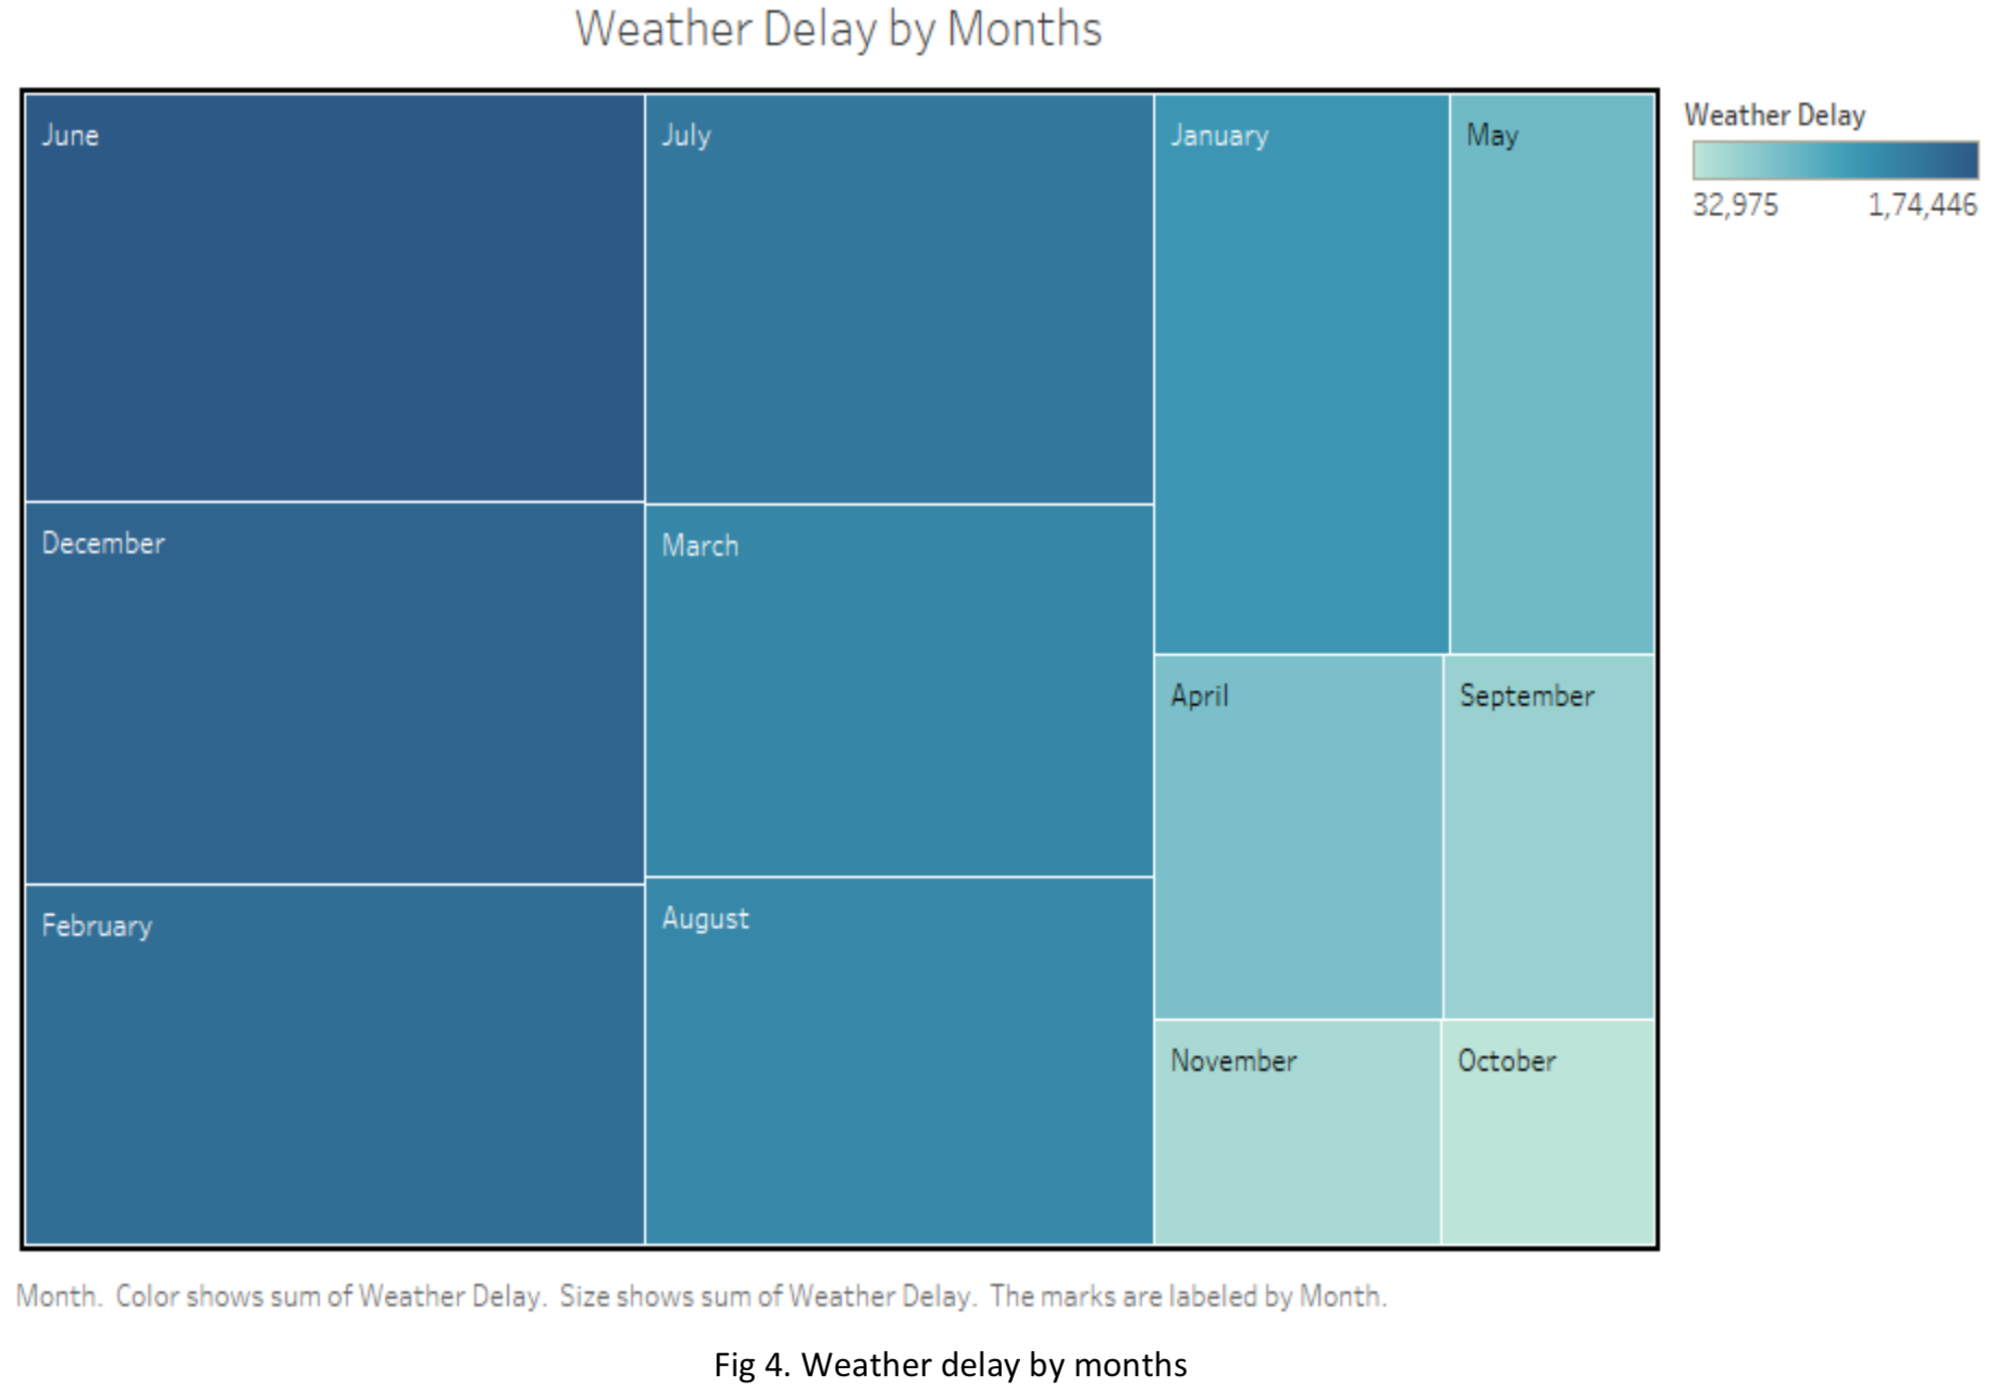 Weather Delay by Months
June
July
January
May
Weather Delay
32,975
1,74,446
December
March
April
September
February
August
November
October
Month. Color shows sum of Weather Delay. Size shows sum of Weather Delay. The marks are labeled by Month.
Fig 4. Weather delay by months